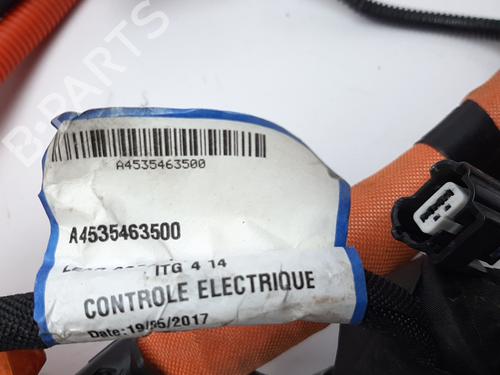 B-PARTS
A4535463500
A4535463500
ITG 4 14
CONTROLE ELECTRIQUE
Date:19/05/2017